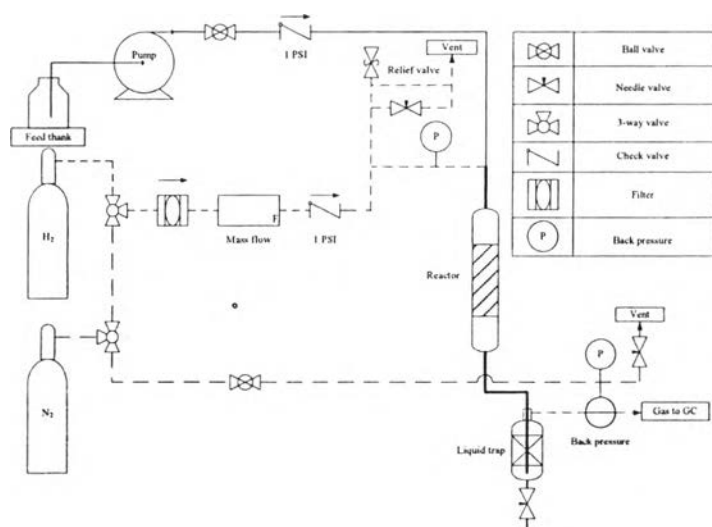 Pump
1 PSI
Vent
Relief valve
Feed thank
P
H₂
Mass flow
F
1 PSI
Reactor
N₂
Vent
P
Gas to GC
Back pressure
Liquid trap
Ball valve
Needle valve
3-way valve
Check valve
Filter
P
Back pressure